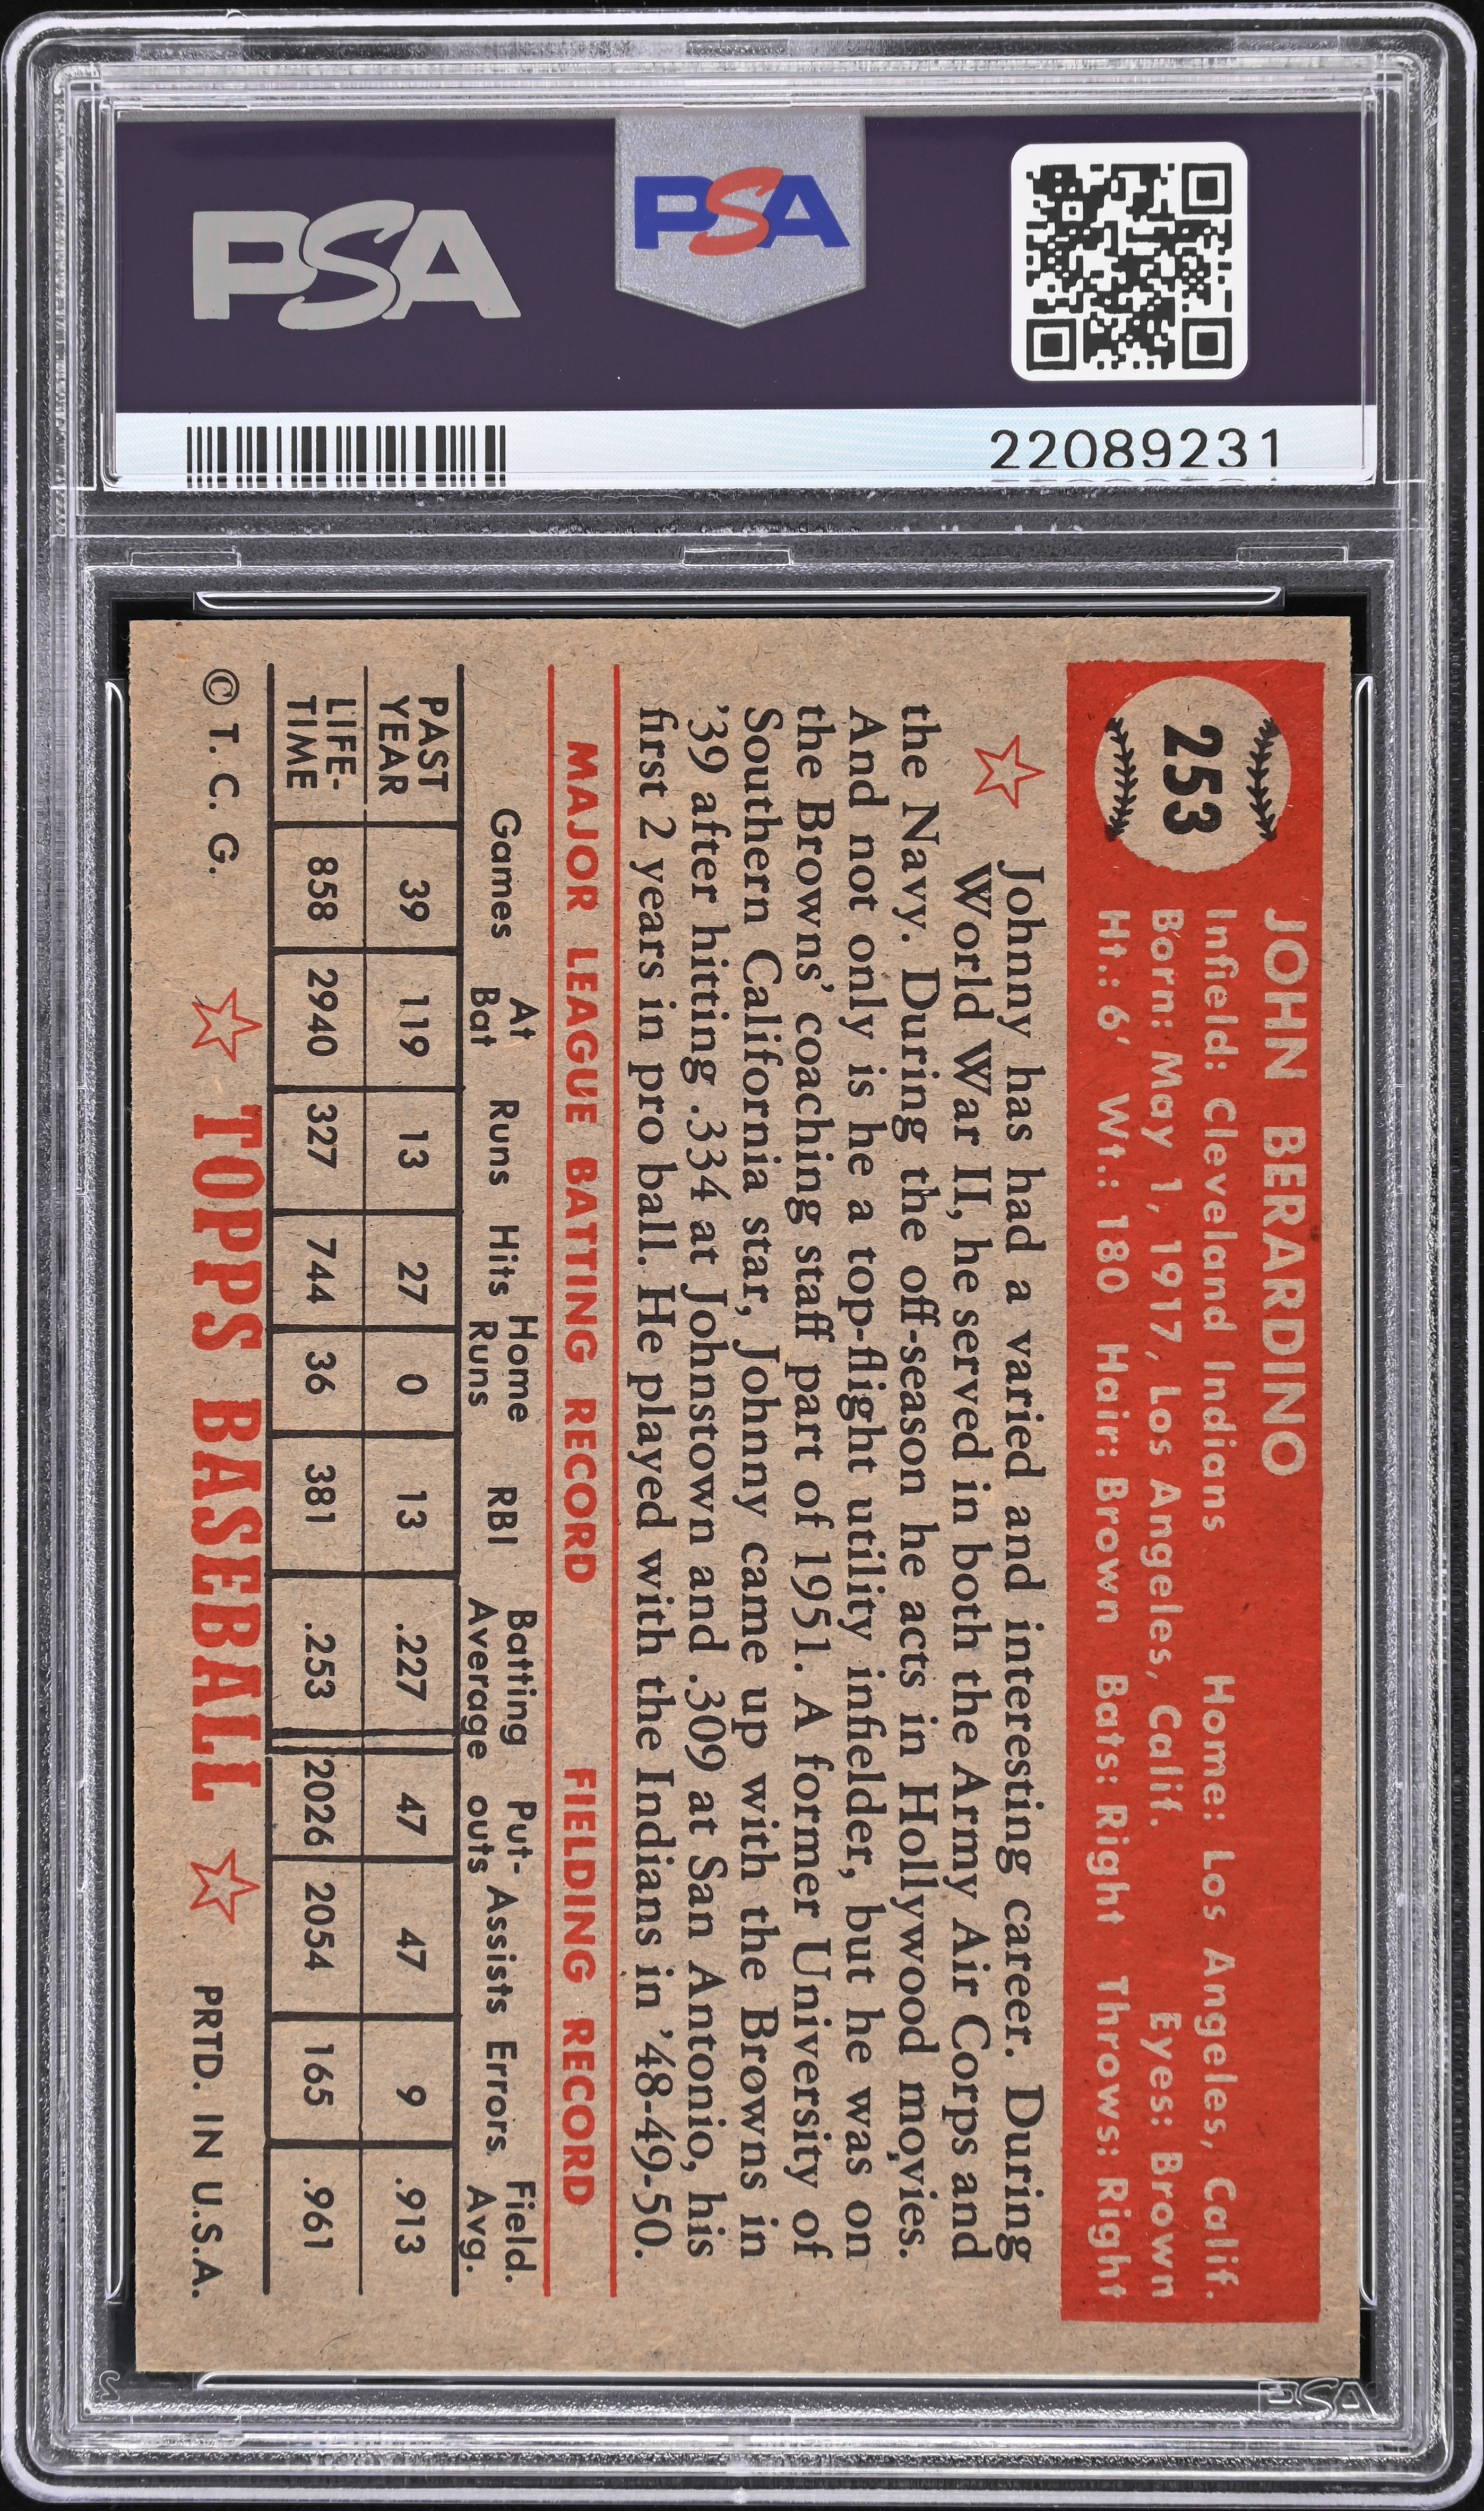 PSA
PSA
22089231
253
JOHN BERARDINO
Infield: Cleveland Indians Home: Los Angeles, Calif.
Born: May 1, 1917, Los Angeles, Calif. Eyes: Brown
Ht.: 6' Wt.: 180 Hair: Brown Bats: Right Throws: Right
Johnny has had a varied and interesting career. During
World War II, he served in both the Army Air Corps and
the Navy. During the off-season he acts in Hollywood movies.
And not only is he a top-flight utility infielder, but he was on
the Browns' coaching staff part of 1951. A former University of
Southern California star, Johnny came up with the Browns in
'39 after hitting .334 at Johnstown and .309 at San Antonio, his
first 2 years in pro ball. He played with the Indians in '48-49-50.
MAJOR LEAGUE BATTING RECORD FIELDING RECORD
Games At Bat Runs Hits Home Runs RBI Batting Average Put-outs Assists Errors Field. Avg.
PAST YEAR 39 119 13 27 0 13 .227 47 47 9 .913
LIFE-TIME 858 2940 327 744 36 381 .253 2026 2054 165 .961
© T. C. G. TOPPS BASEBALL PRTD. IN U.S.A.
PSA